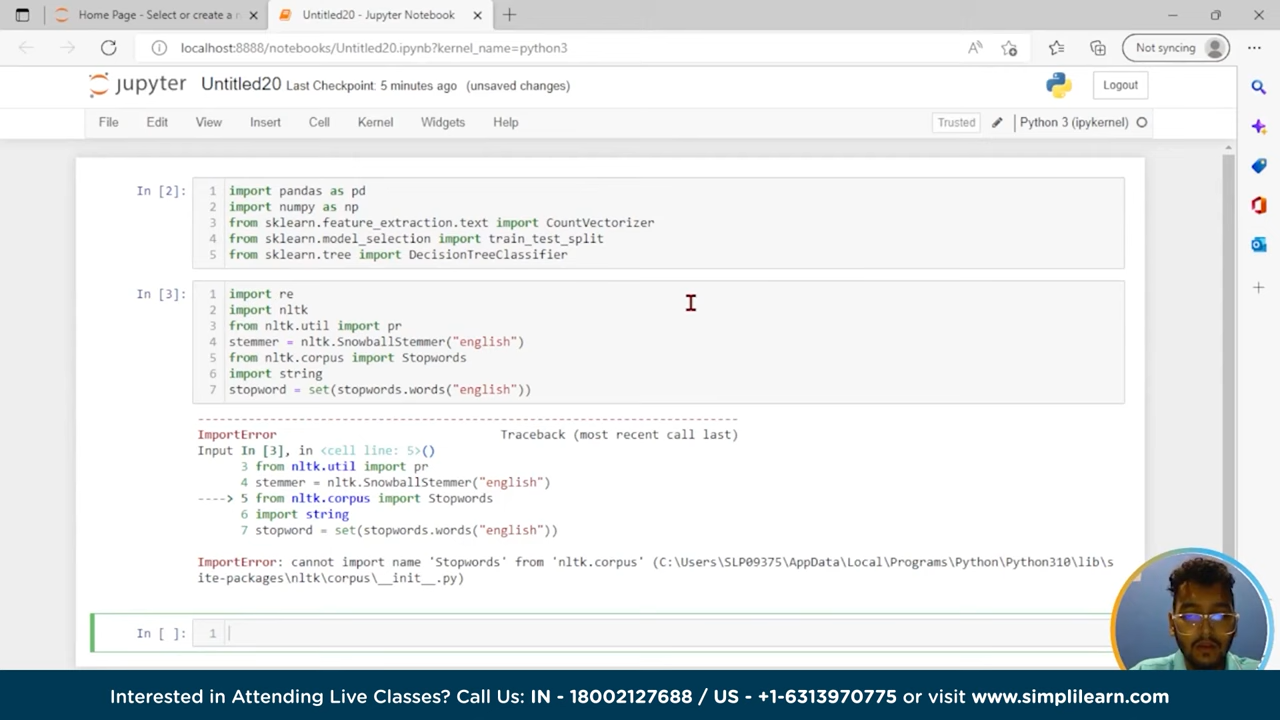 Home Page - Select or create a n
Untitled20 - Jupyter Notebook
localhost:8888/notebooks/Untitled20.ipynb?kernel_name=python3
Not syncing
jupyter Untitled20 Last Checkpoint: 5 minutes ago (unsaved changes)
Logout
File Edit View Insert Cell Kernel Widgets Help
Trusted
Python 3 (ipykernel)
In [2]:
1 import pandas as pd
2 import numpy as np
3 from sklearn.feature_extraction.text import CountVectorizer
4 from sklearn.model_selection import train_test_split
5 from sklearn.tree import DecisionTreeClassifier
In [3]:
1 import re
2 import nltk
3 from nltk.util import pr
4 stemmer = nltk.SnowballStemmer("english")
5 from nltk.corpus import Stopwords
6 import string
7 stopword = set(stopwords.words("english"))
---------------------------------------------------------------------------
ImportError Traceback (most recent call last)
Input In [3], in <cell line: 5>()
3 from nltk.util import pr
4 stemmer = nltk.SnowballStemmer("english")
----> 5 from nltk.corpus import Stopwords
6 import string
7 stopword = set(stopwords.words("english"))
ImportError: cannot import name 'Stopwords' from 'nltk.corpus' (C:\Users\SLP09375\AppData\Local\Programs\Python\Python310\lib\s
ite-packages\nltk\corpus\__init__.py)
In [ ]:
1
Interested in Attending Live Classes? Call Us: IN - 18002127688 / US - +1-6313970775 or visit www.simplilearn.com